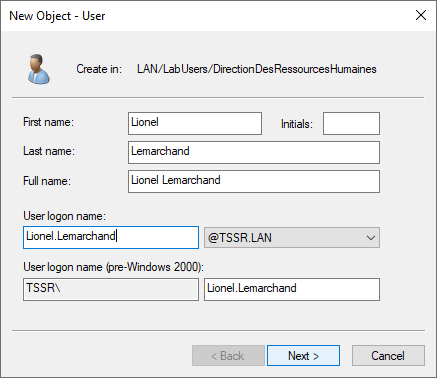 New Object - User
Create in: LAN/LabUsers/DirectionDesRessourcesHumaines
First name: Lionel Initials:
Last name: Lemarchand
Full name: Lionel Lemarchand
User logon name:
Lionel.Lemarchand @TSSR.LAN
User logon name (pre-Windows 2000):
TSSR\ Lionel.Lemarchand
< Back Next > Cancel